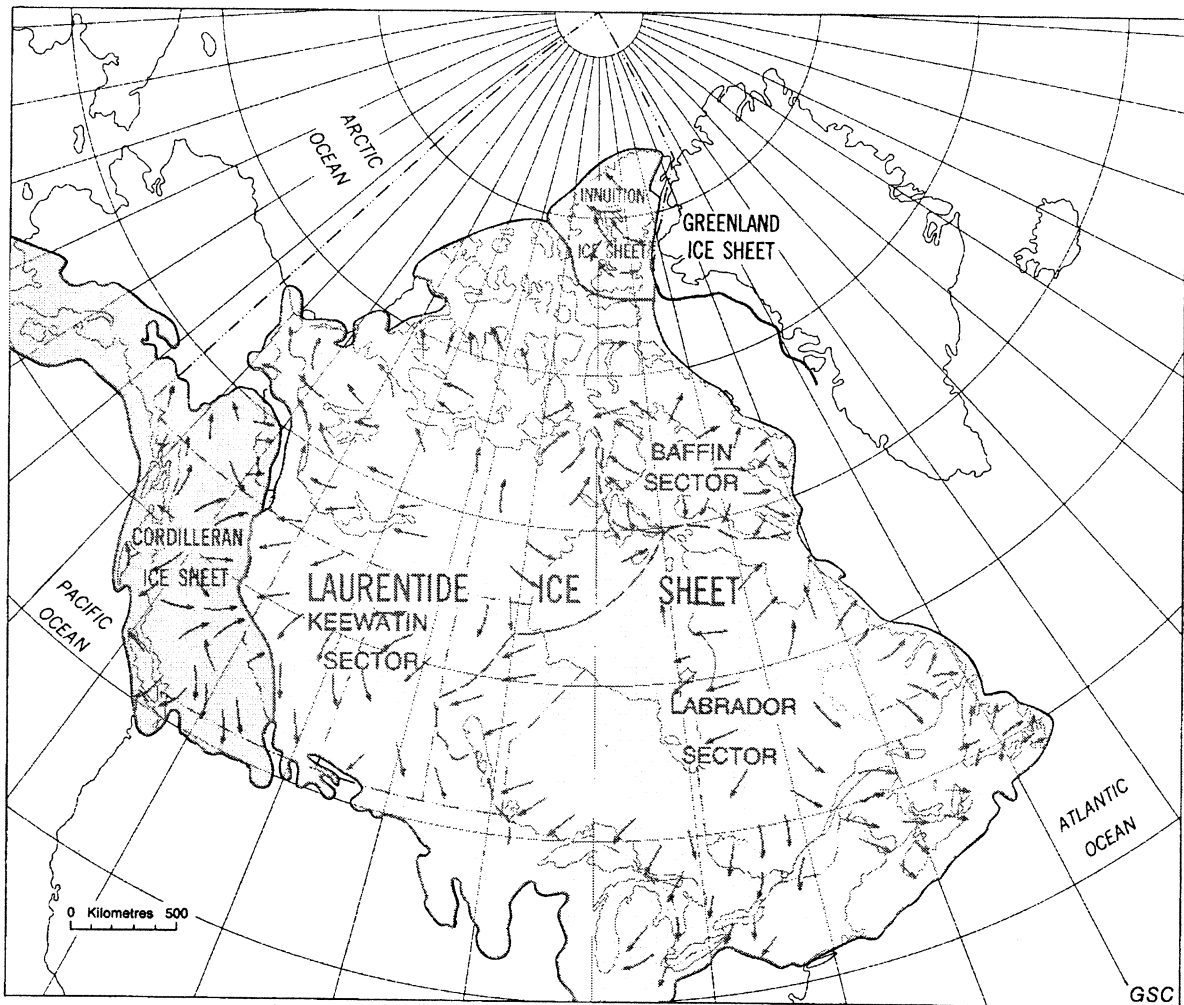 ARCTIC
OCEAN
INNUITION
ICE SHEET
GREENLAND
ICE SHEET
BAFFIN
SECTOR
CORDILLERAN
ICE SHEET
PACIFIC
OCEAN
LAURENTIDE ICE SHEET
KEEWATIN
SECTOR
LABRADOR
SECTOR
ATLANTIC
OCEAN
0 Kilometres 500
GSC